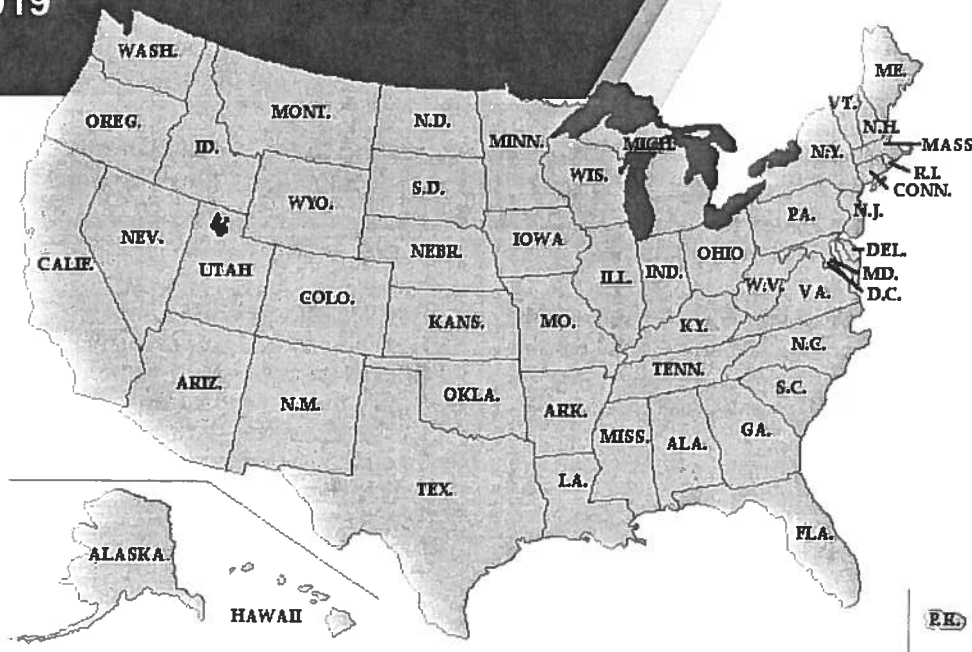 019
WASH.
MONT.
N.D.
MINN.
ME.
VT.
N.H.
MASS
OREG.
ID.
S.D.
WIS.
MICH.
N.Y.
R.I.
CONN.
WYO.
NEV.
NEBR.
IOWA
PA.
N.J.
CALIF.
UTAH
COLO.
ILL.
IND.
OHIO
W.V.
VA.
DEL.
MD.
D.C.
KANS.
MO.
KY.
N.C.
ARIZ.
N.M.
OKLA.
ARK.
TENN.
S.C.
MISS.
ALA.
GA.
TEX.
LA.
FLA.
ALASKA
HAWAII
P.R.